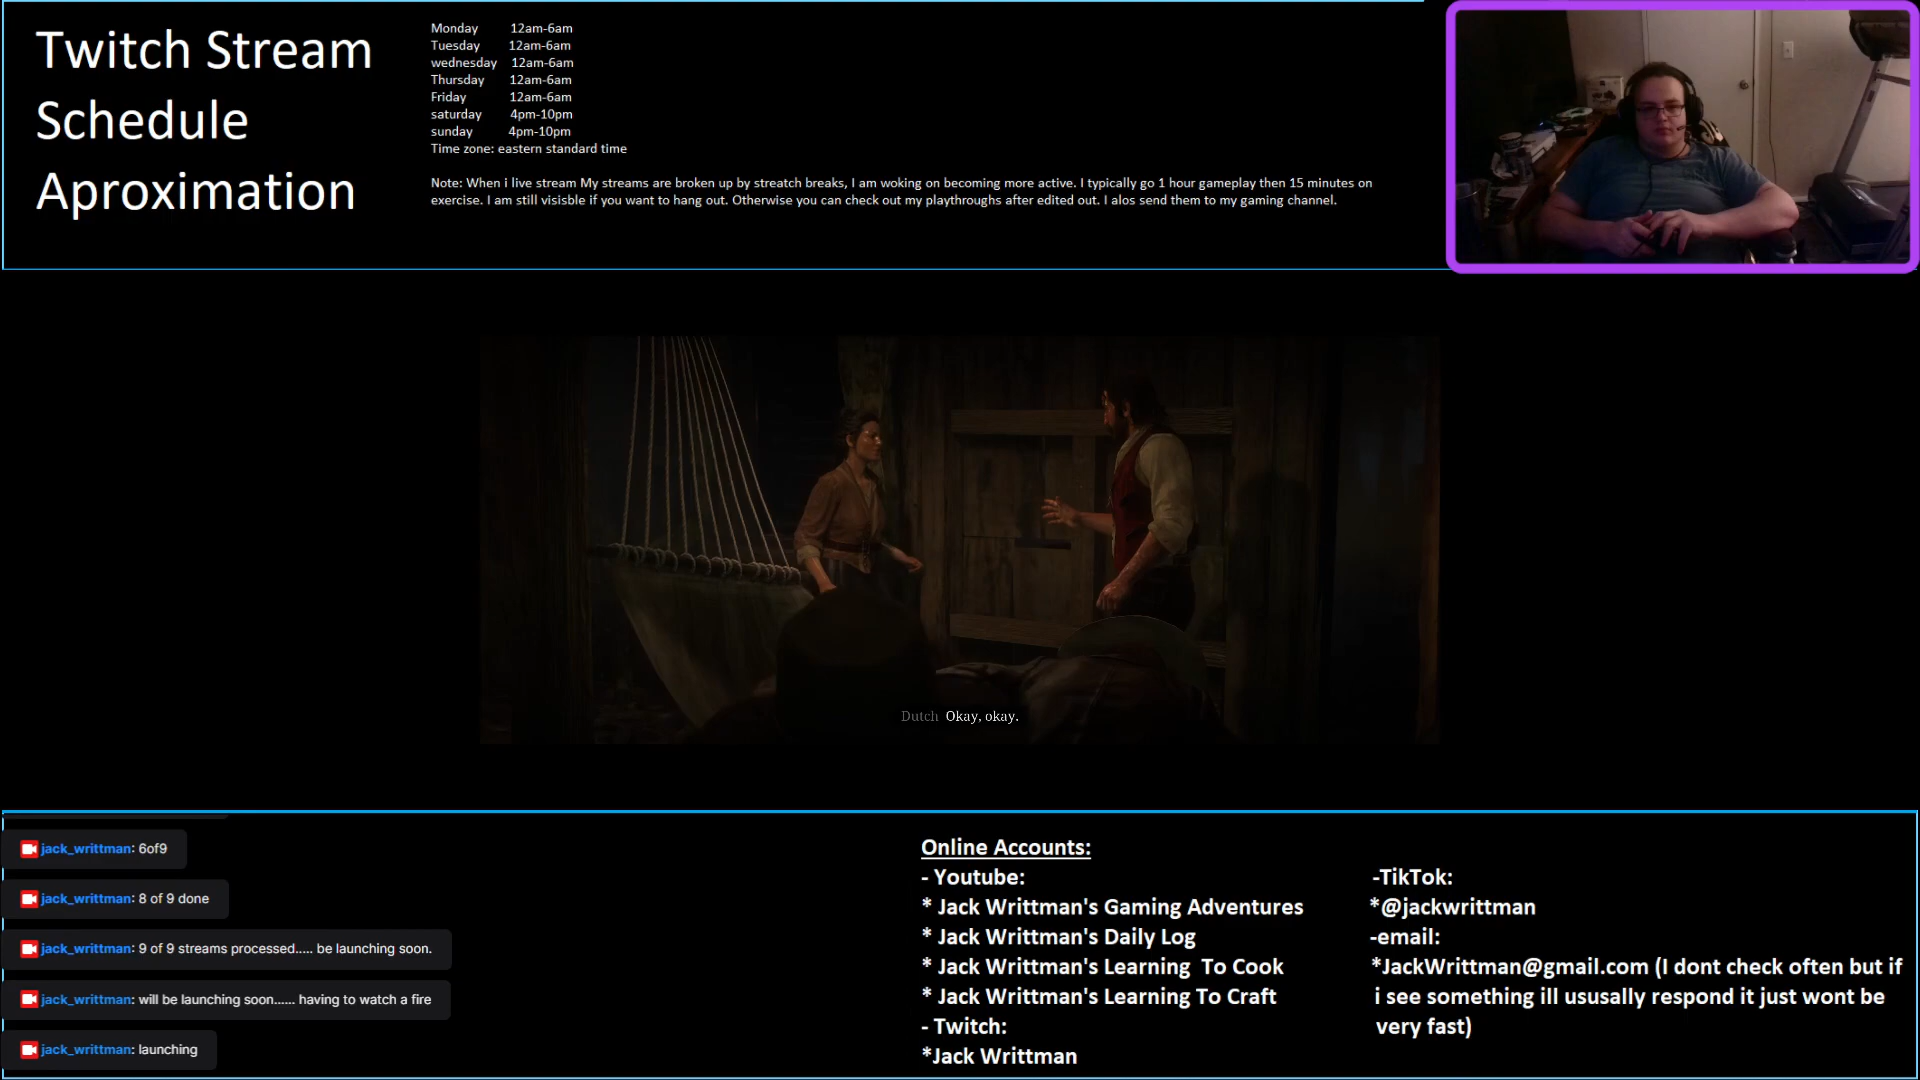 Twitch Stream
Schedule
Aproximation
Monday 12am-6am
Tuesday 12am-6am
wednesday 12am-6am
Thursday 12am-6am
Friday 12am-6am
saturday 4pm-10pm
sunday 4pm-10pm
Time zone: eastern standard time
Note: When i live stream My streams are broken up by streatch breaks, I am woking on becoming more active. I typically go 1 hour gameplay then 15 minutes on
exercise. I am still visisble if you want to hang out. Otherwise you can check out my playthroughs after edited out. I alos send them to my gaming channel.
Dutch Okay, okay.
jack_writtman: 6of9
jack_writtman: 8 of 9 done
jack_writtman: 9 of 9 streams processed..... be launching soon.
jack_writtman: will be launching soon...... having to watch a fire
jack_writtman: launching
Online Accounts:
- Youtube:
* Jack Writtman's Gaming Adventures
* Jack Writtman's Daily Log
* Jack Writtman's Learning To Cook
* Jack Writtman's Learning To Craft
- Twitch:
*Jack Writtman
-TikTok:
*@jackwrittman
-email:
*JackWrittman@gmail.com (I dont check often but if
i see something ill ususally respond it just wont be
very fast)